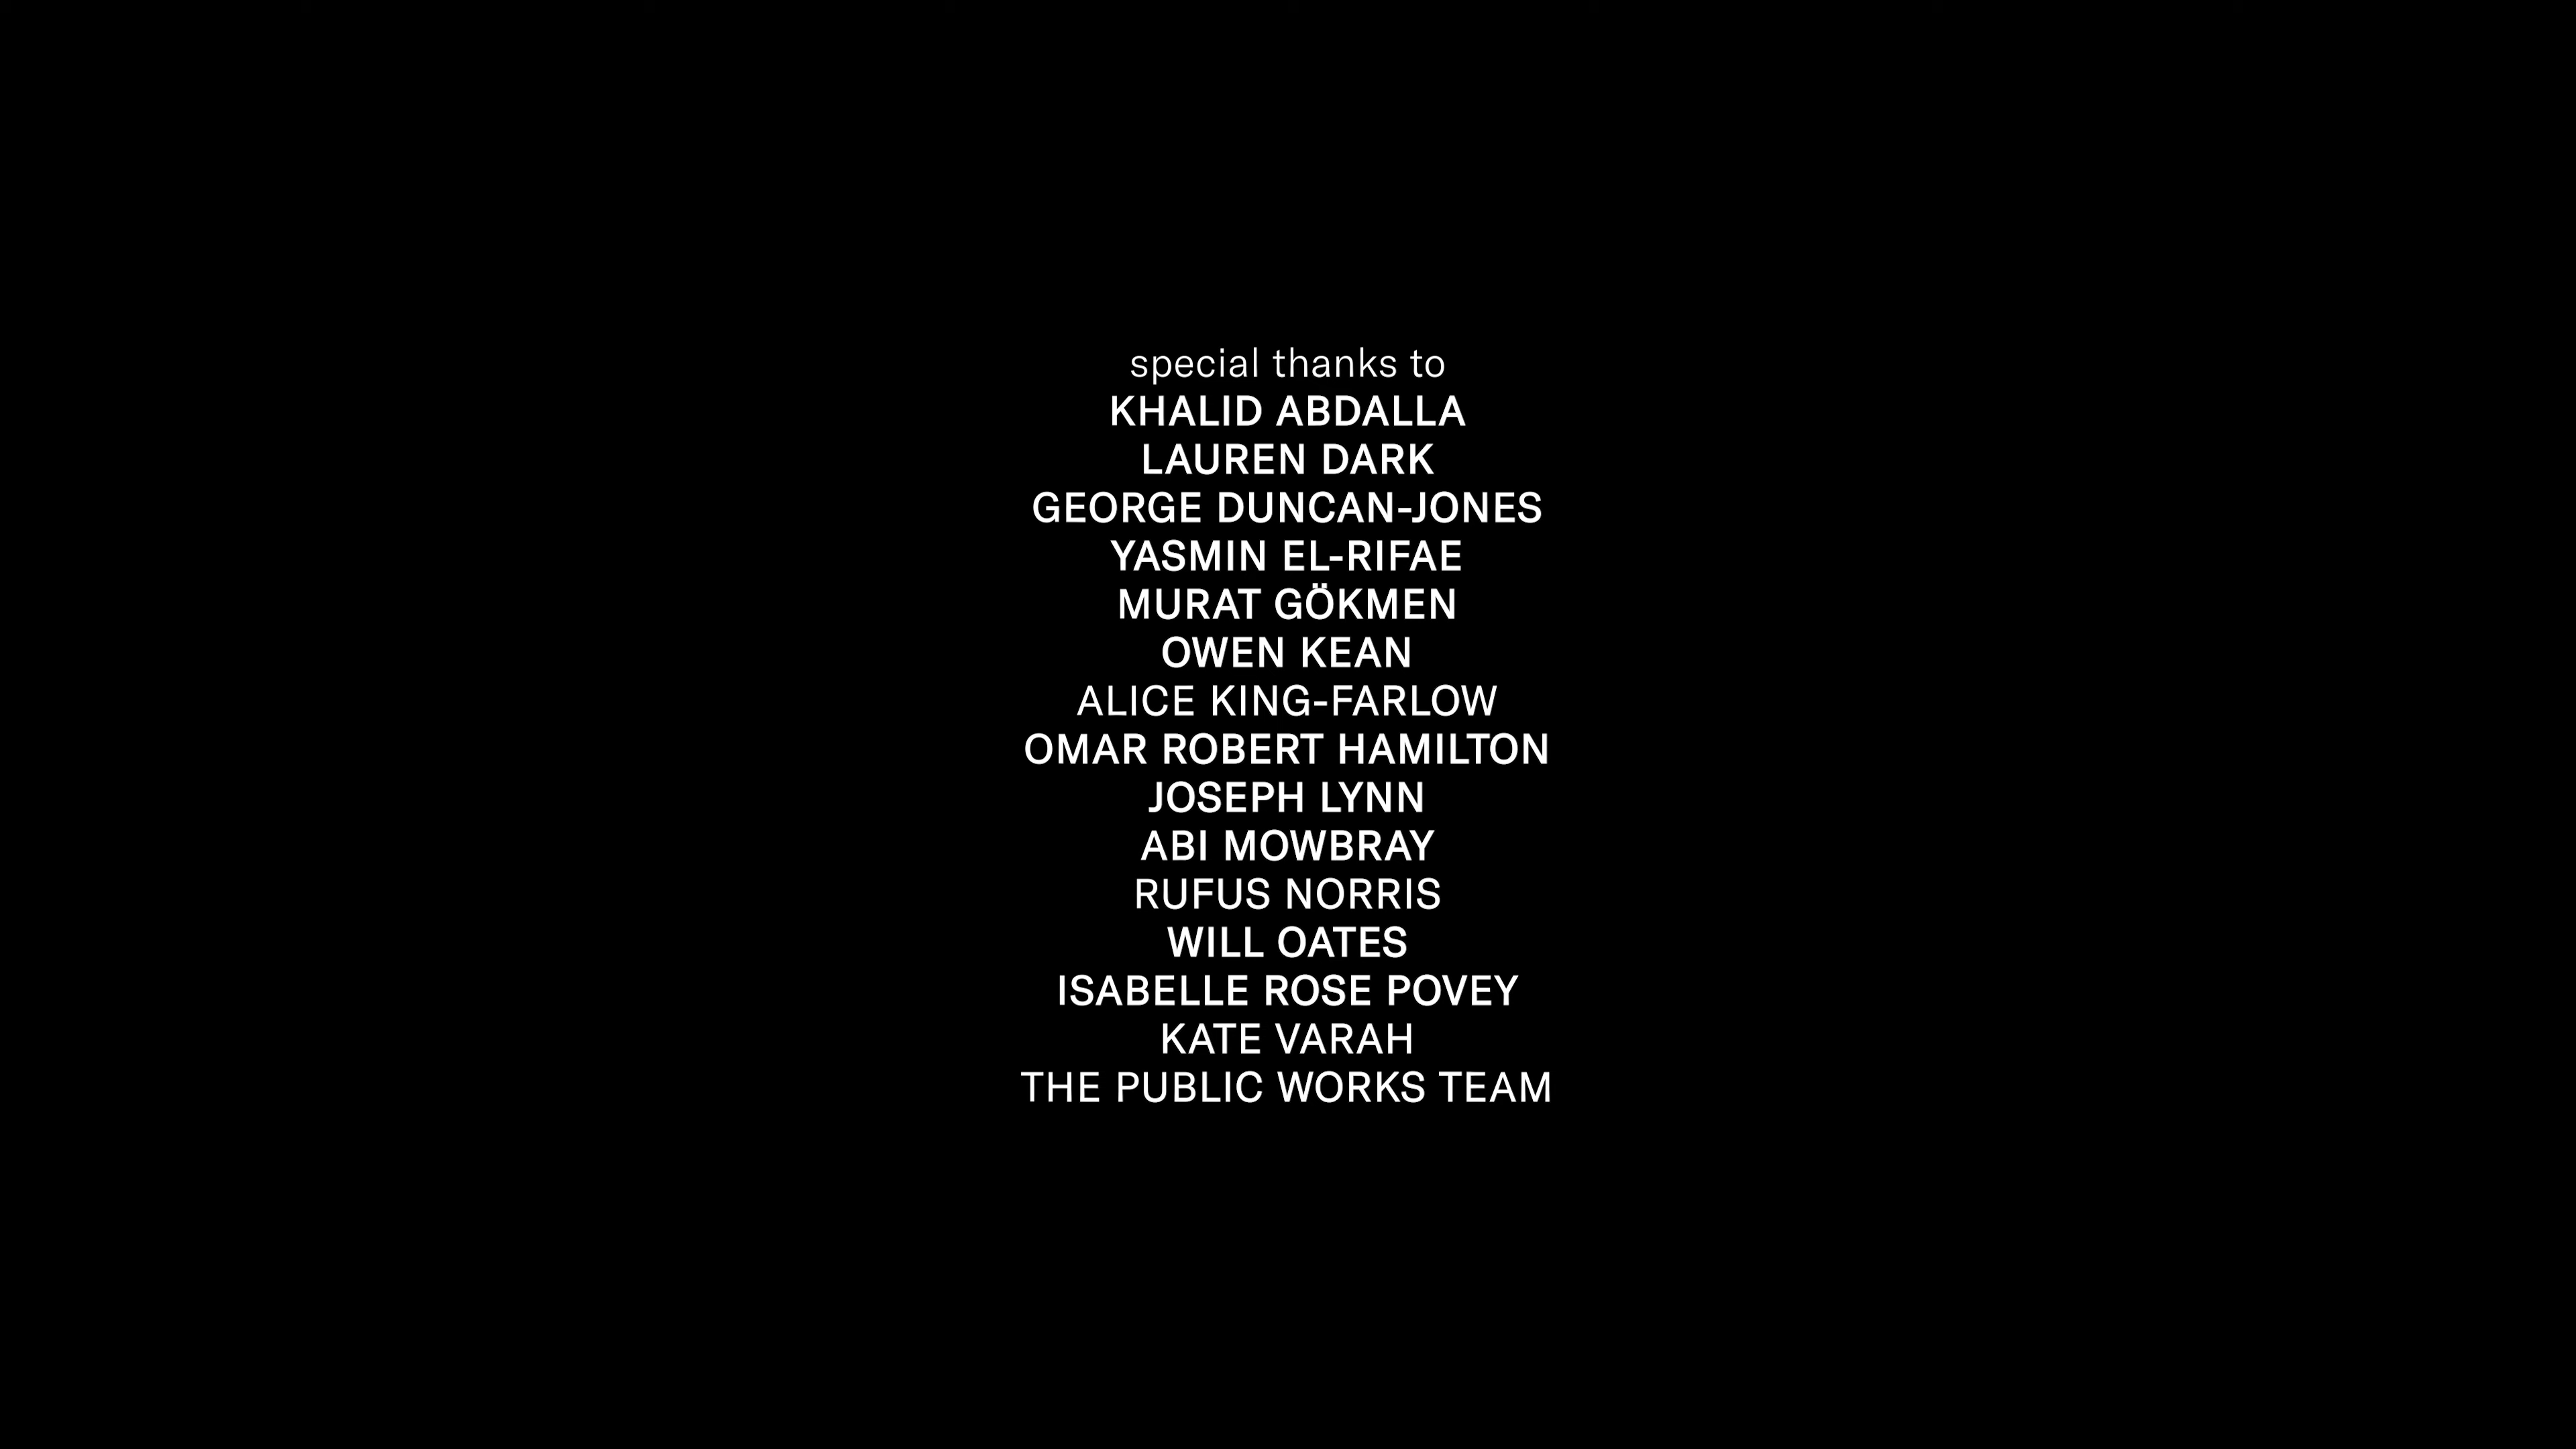 special thanks to
KHALID ABDALLA
LAUREN DARK
GEORGE DUNCAN-JONES
YASMIN EL-RIFAE
MURAT GÖKMEN
OWEN KEAN
ALICE KING-FARLOW
OMAR ROBERT HAMILTON
JOSEPH LYNN
ABI MOWBRAY
RUFUS NORRIS
WILL OATES
ISABELLE ROSE POVEY
KATE VARAH
THE PUBLIC WORKS TEAM